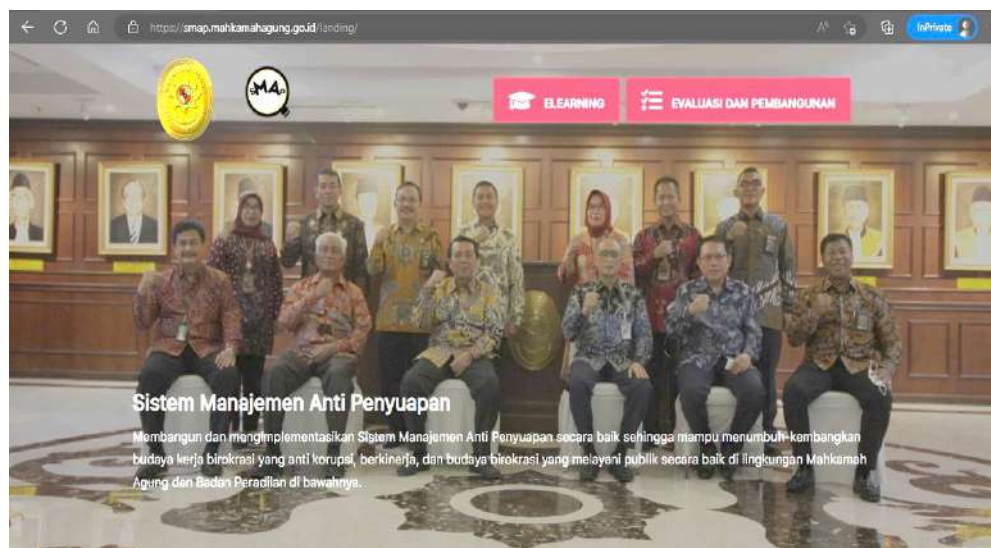 https://smap.mahkamahagung.go.id/landing/
InPrivate
SMAP
ELEARNING
EVALUASI DAN PEMBANGUNAN
Sistem Manajemen Anti Penyuapan
Membangun dan mengimplementasikan Sistem Manajemen Anti Penyuapan secara baik sehingga mampu menumbuh-kembangkan
budaya kerja birokrasi yang anti korupsi, berkinerja, dan budaya birokrasi yang melayani publik secara baik di lingkungan Mahkamah
Agung dan Badan Peradilan di bawahnya.